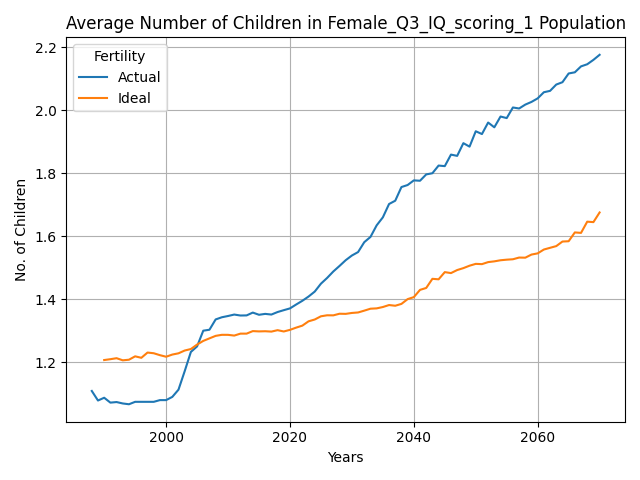 Average Number of Children in Female_Q3_IQ_scoring_1 Population
Fertility
Actual
Ideal
2.2
2.0
1.8
1.6
1.4
1.2
No. of Children
2000
2020
2040
2060
Years